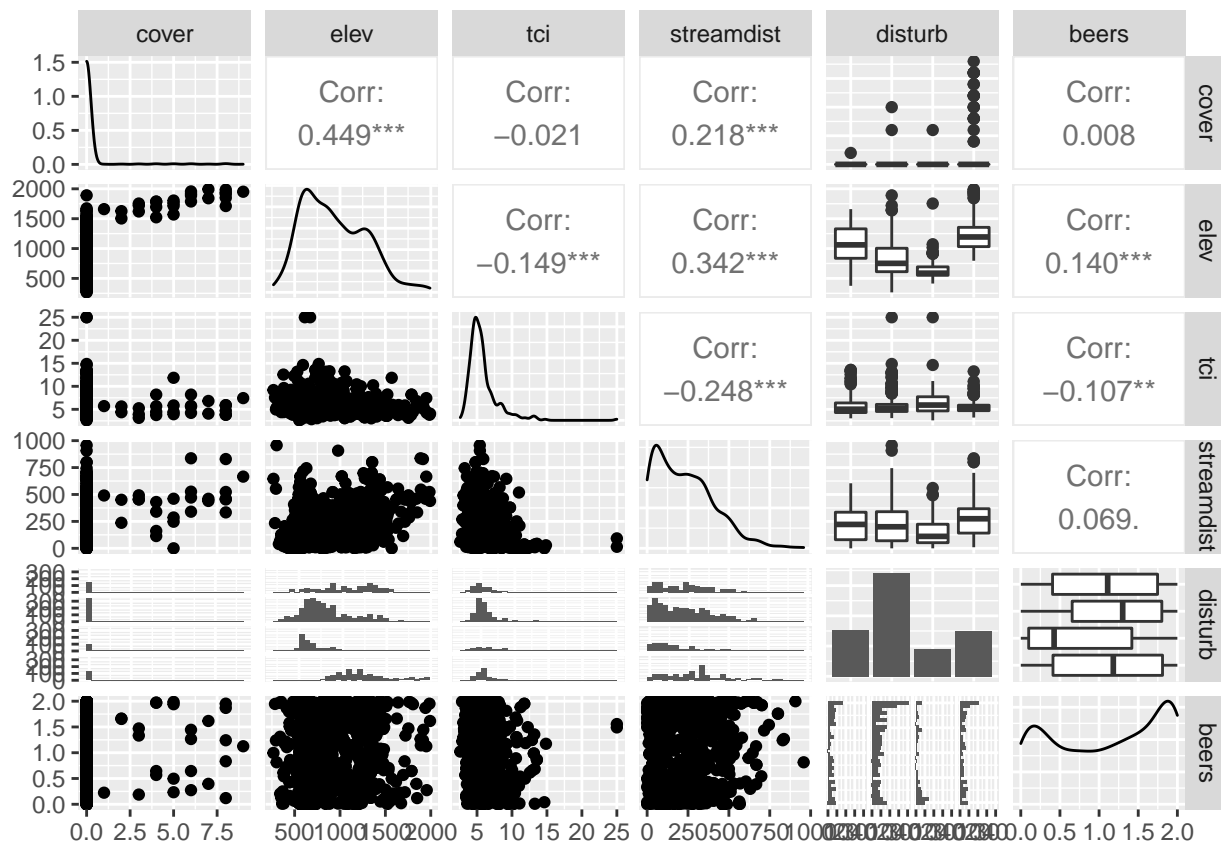 cover elev tci streamdist disturb beers
1.5
1.0
0.5
0.0
Corr:
0.449***
Corr:
−0.021
Corr:
0.218***
Corr:
0.008
cover
2000
1500
1000
500
Corr:
−0.149***
Corr:
0.342***
Corr:
0.140***
elev
25
20
15
10
5
Corr:
−0.248***
Corr:
−0.107**
tci
1000
750
500
250
0
Corr:
0.069.
streamdist
disturb
2.0
1.5
1.0
0.5
0.0
beers
0.0 2.5 5.0 7.5
500 1000 1500 2000
5 10 15 20 25
0 250 500 750 1000
0.0 0.5 1.0 1.5 2.0